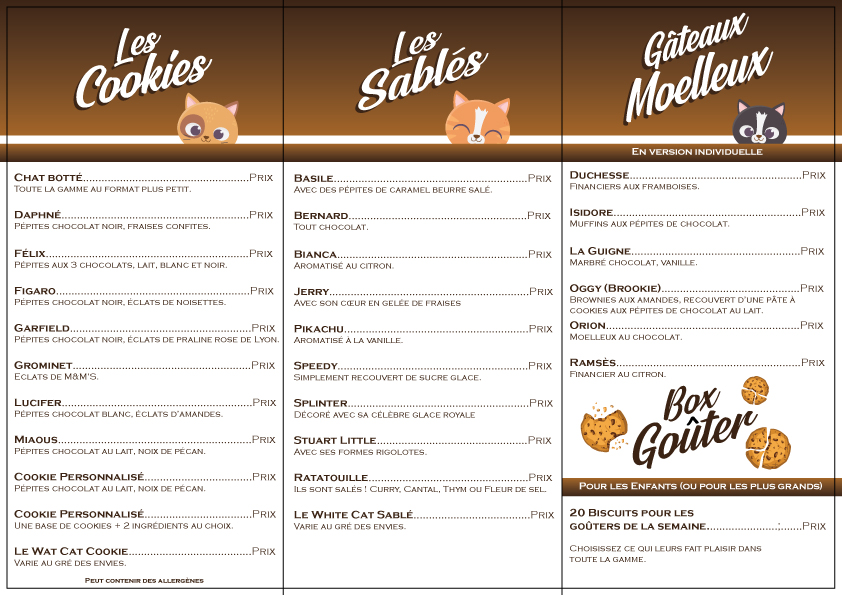 Les
Cookies
Chat botté..................................................Prix
Toute la gamme au format plus petit.
Daphné........................................................Prix
Pépites chocolat noir, fraises confites.
Félix.............................................................Prix
Pépites aux 3 chocolats, lait, blanc et noir.
Figaro..........................................................Prix
Pépites chocolat noir, éclats de noisettes.
Garfield......................................................Prix
Pépites chocolat noir, éclats de praline rose de Lyon.
Grominet.....................................................Prix
Eclats de M&M'S.
Lucifer........................................................Prix
Pépites chocolat blanc, éclats d'amandes.
Miaous.........................................................Prix
Pépites chocolat au lait, noix de pécan.
Cookie Personnalisé.......................................Prix
Pépites chocolat au lait, noix de pécan.
Cookie Personnalisé.......................................Prix
Une base de cookies + 2 ingrédients au choix.
Le Wat Cat Cookie.....................................Prix
Varie au gré des envies.
Peut contenir des allergènes
Les
Sablés
Basile..........................................................Prix
Avec des pépites de caramel beurre salé.
Bernard......................................................Prix
Tout chocolat.
Bianca.........................................................Prix
Aromatisé au citron.
Jerry...........................................................Prix
Avec son cœur en gelée de fraises
Pikachu.......................................................Prix
Aromatisé à la vanille.
Speedy.........................................................Prix
Simplement recouvert de sucre glace.
Splinter......................................................Prix
Décoré avec sa célèbre glace royale
Stuart Little..............................................Prix
Avec ses formes rigolotes.
Ratatouille................................................Prix
Ils sont salés ! Curry, Cantal, Thym ou Fleur de sel.
Le White Cat Sablé...................................Prix
Varie au gré des envies.
Gâteaux
Moelleux
En version individuelle
Duchesse....................................................Prix
Financiers aux framboises.
Isidore........................................................Prix
Muffins aux pépites de chocolat.
La Guigne...................................................Prix
Marbré chocolat, vanille.
Oggy (Brookie)..........................................Prix
Brownies aux amandes, recouvert d'une pâte à
cookies aux pépites de chocolat au lait.
Orion..........................................................Prix
Moelleux au chocolat.
Ramsès.......................................................Prix
Financier au citron.
Box
Goûter
Pour les Enfants (ou pour les plus grands)
20 Biscuits pour les
goûters de la semaine......................:......Prix
Choisissez ce qui leurs fait plaisir dans
toute la gamme.